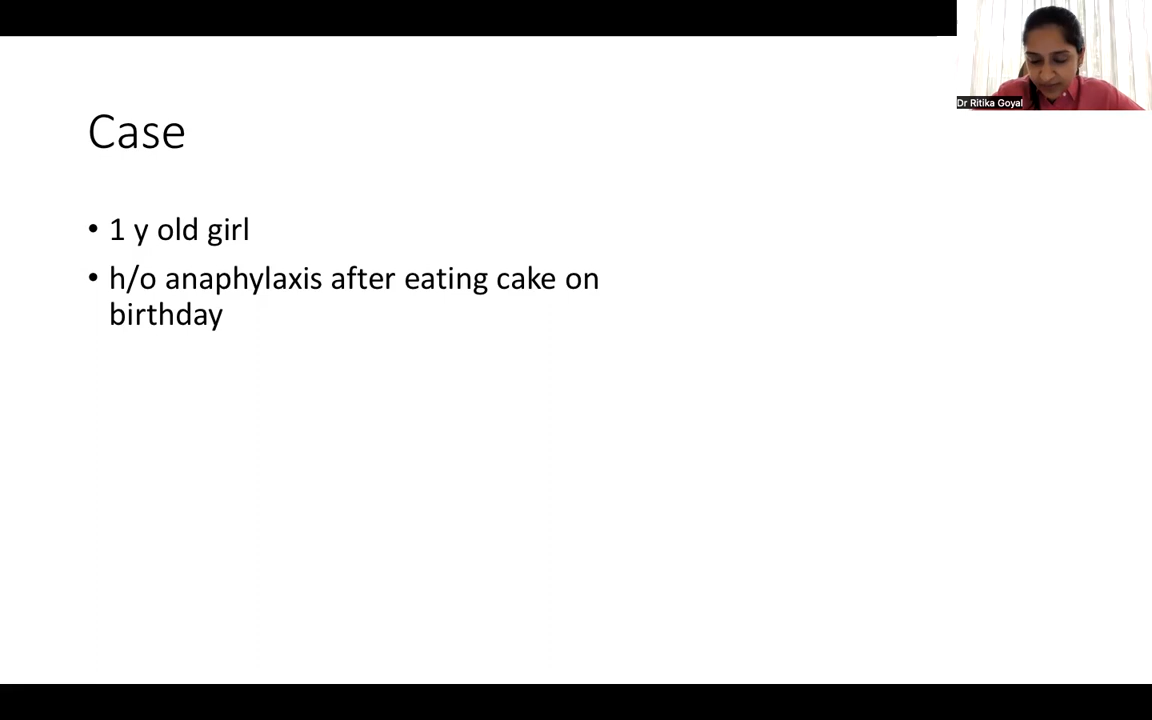 Dr Ritika Goyal
Case
• 1 y old girl
• h/o anaphylaxis after eating cake on
birthday